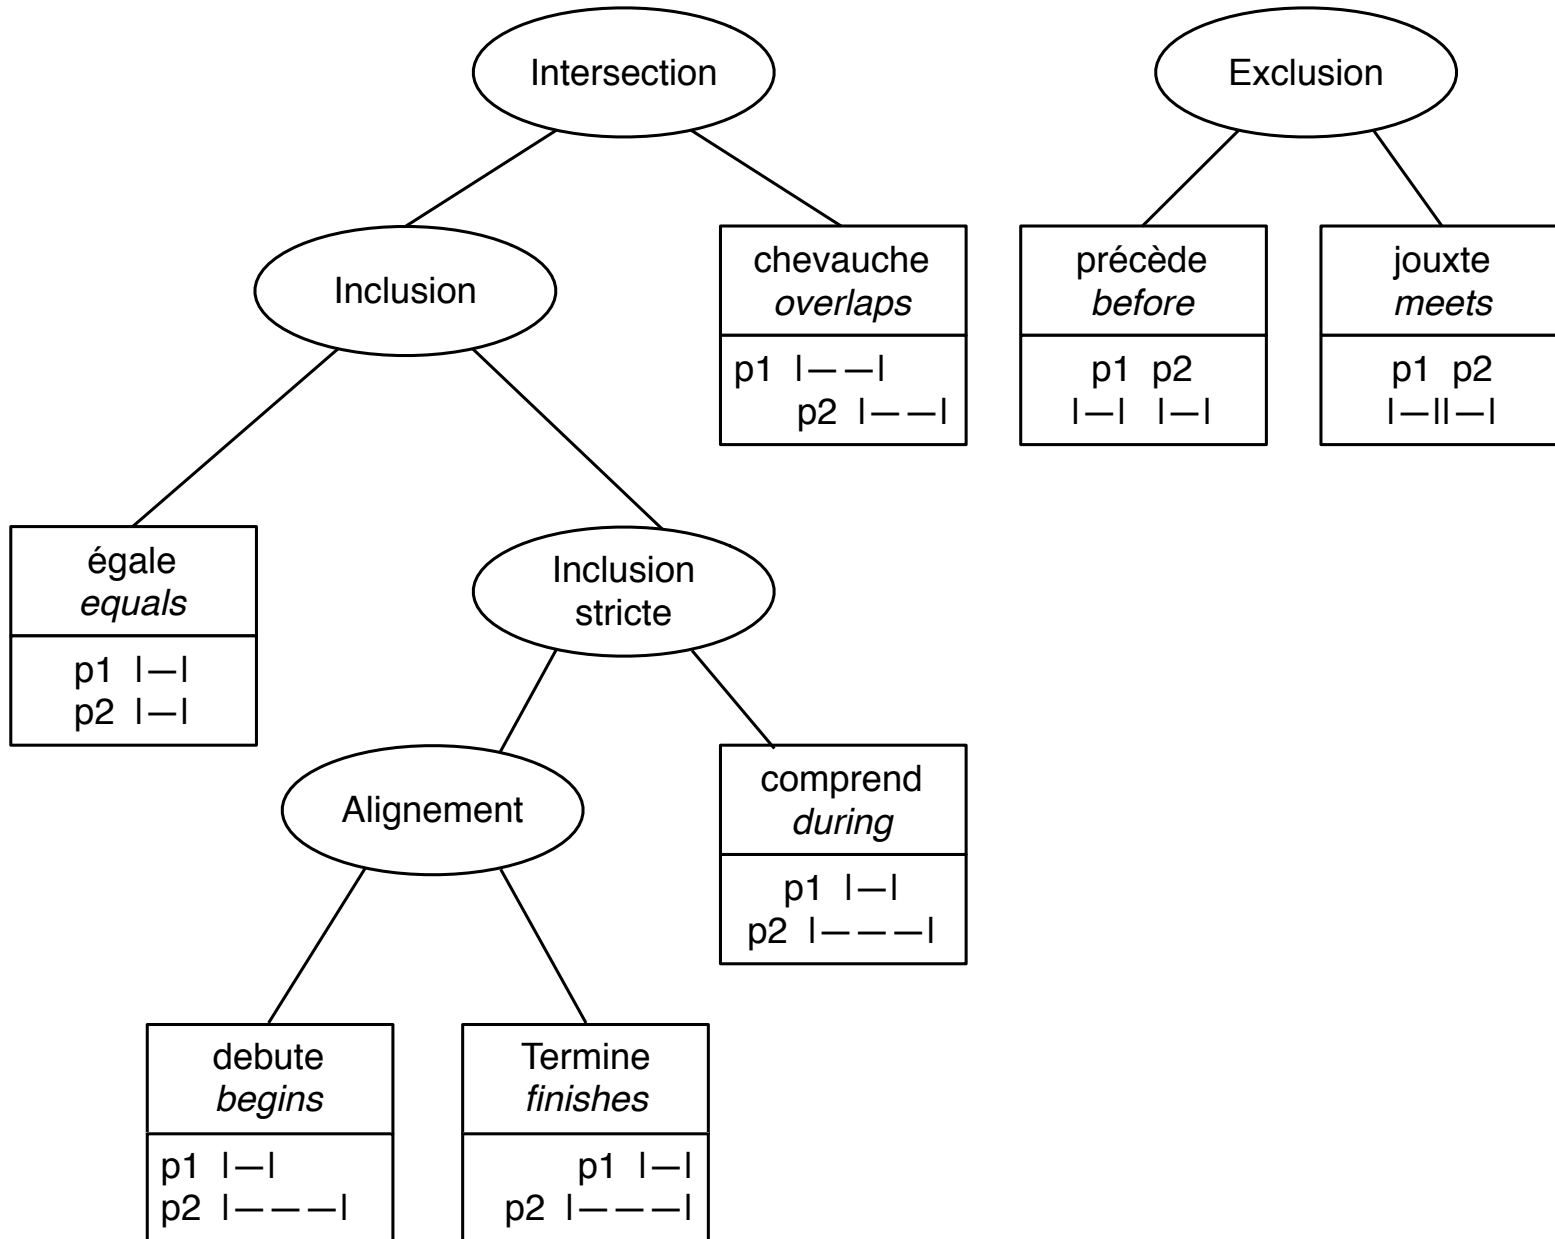 Intersection
Exclusion
Inclusion
chevauche
overlaps
p1 |— —|
p2 |— —|
précède
before
p1 p2
|—| |—|
jouxte
meets
p1 p2
|—||—|
égale
equals
p1 |—|
p2 |—|
Inclusion
stricte
Alignement
comprend
during
p1 |—|
p2 |— — —|
debute
begins
p1 |—|
p2 |— — —|
Termine
finishes
p1 |—|
p2 |— — —|